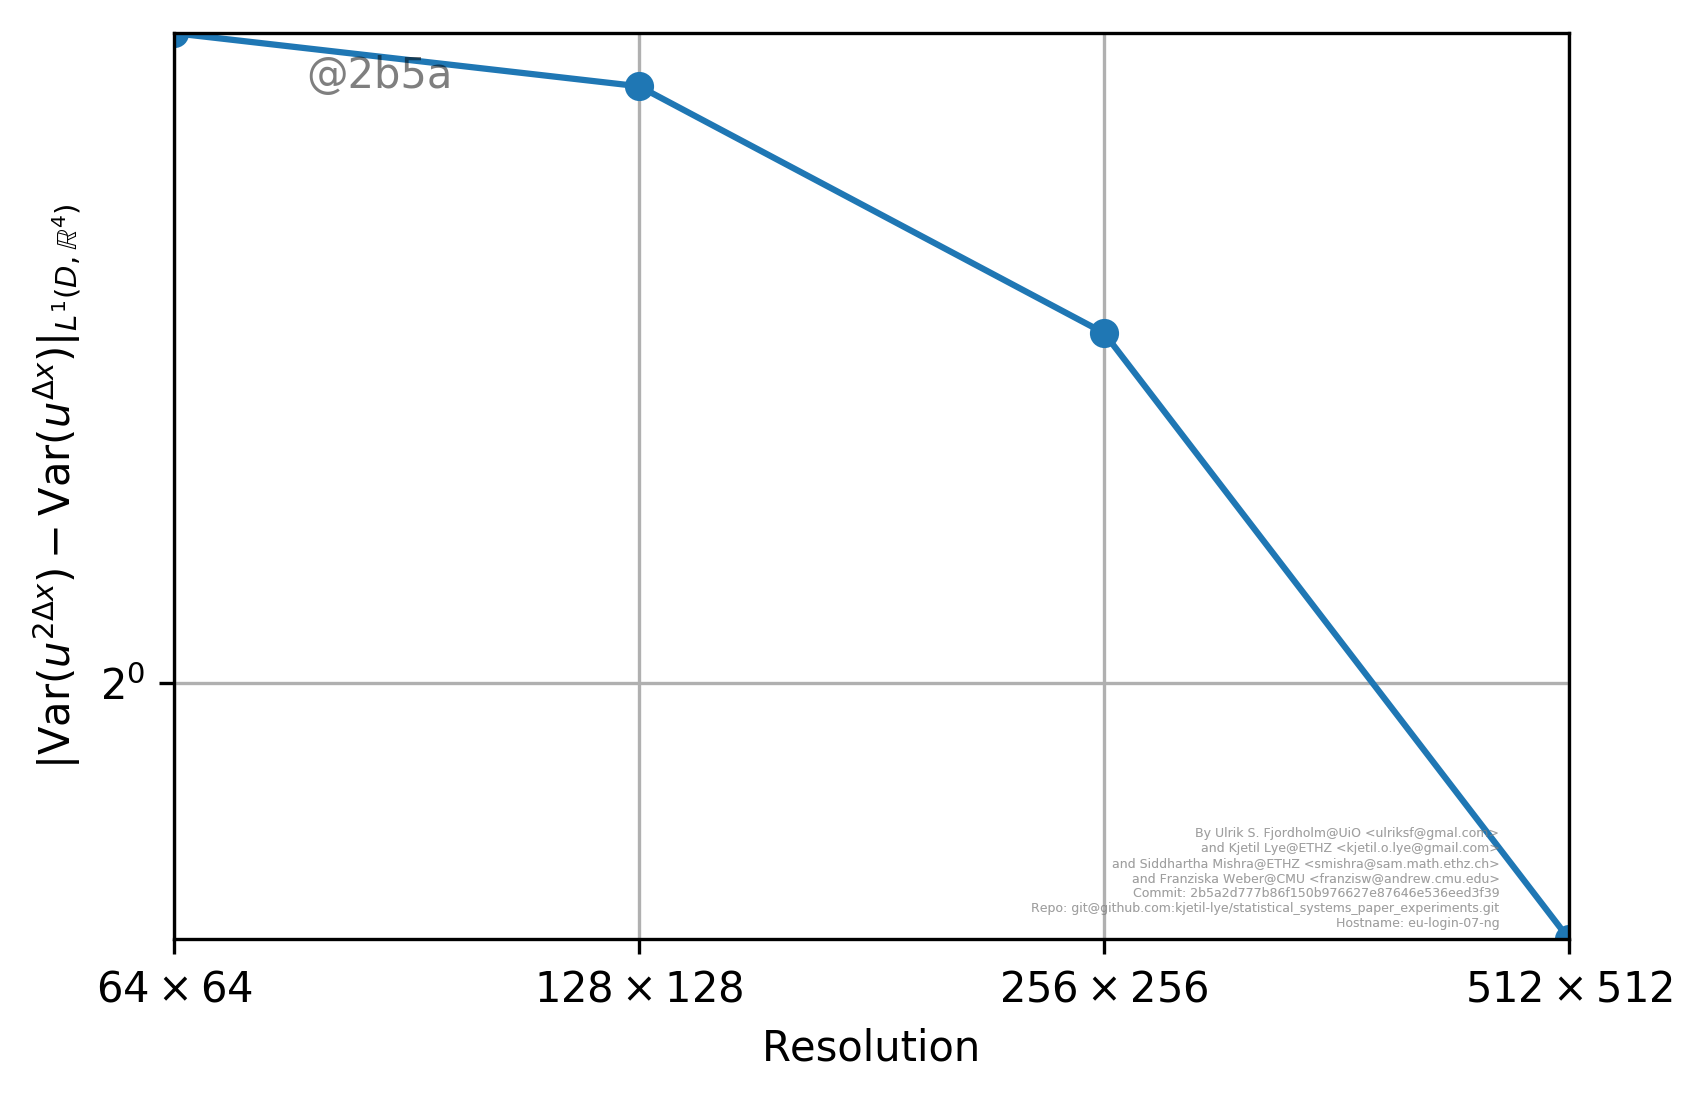 @2b5a
|Var(u^{2Δx}) − Var(u^{Δx})|_{L^1(D, ℝ^4)}
2^0
By Ulrik S. Fjordholm@UiO <ulriksf@gmal.com>
and Kjetil Lye@ETHZ <kjetil.o.lye@gmail.com>
and Siddhartha Mishra@ETHZ <smishra@sam.math.ethz.ch>
and Franziska Weber@CMU <franzisw@andrew.cmu.edu>
Commit: 2b5a2d777b86f150b976627e87646e536eed3f39
Repo: git@github.com:kjetil-lye/statistical_systems_paper_experiments.git
Hostname: eu-login-07-ng
64 × 64 128 × 128 256 × 256 512 × 512
Resolution